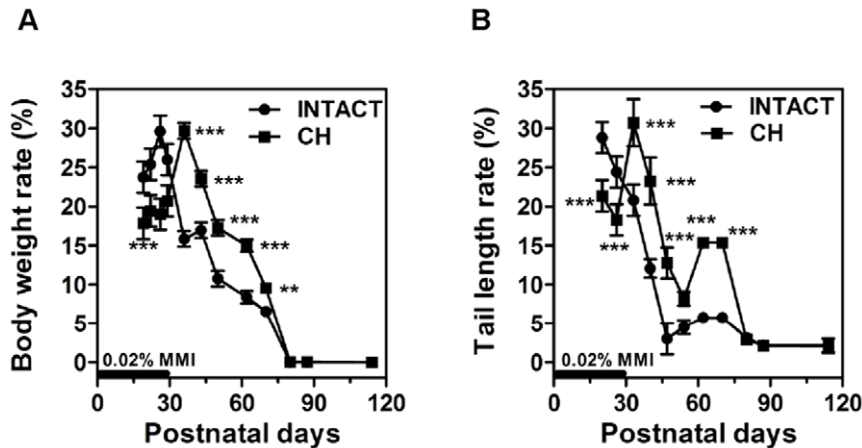 A
Body weight rate (%)
35
30
25
20
15
10
5
0
INTACT
CH
***
***
***
***
***
**
0.02% MMI
0 30 60 90 120
Postnatal days
B
Tail length rate (%)
35
30
25
20
15
10
5
0
INTACT
CH
***
***
***
***
***
***
***
0.02% MMI
0 30 60 90 120
Postnatal days